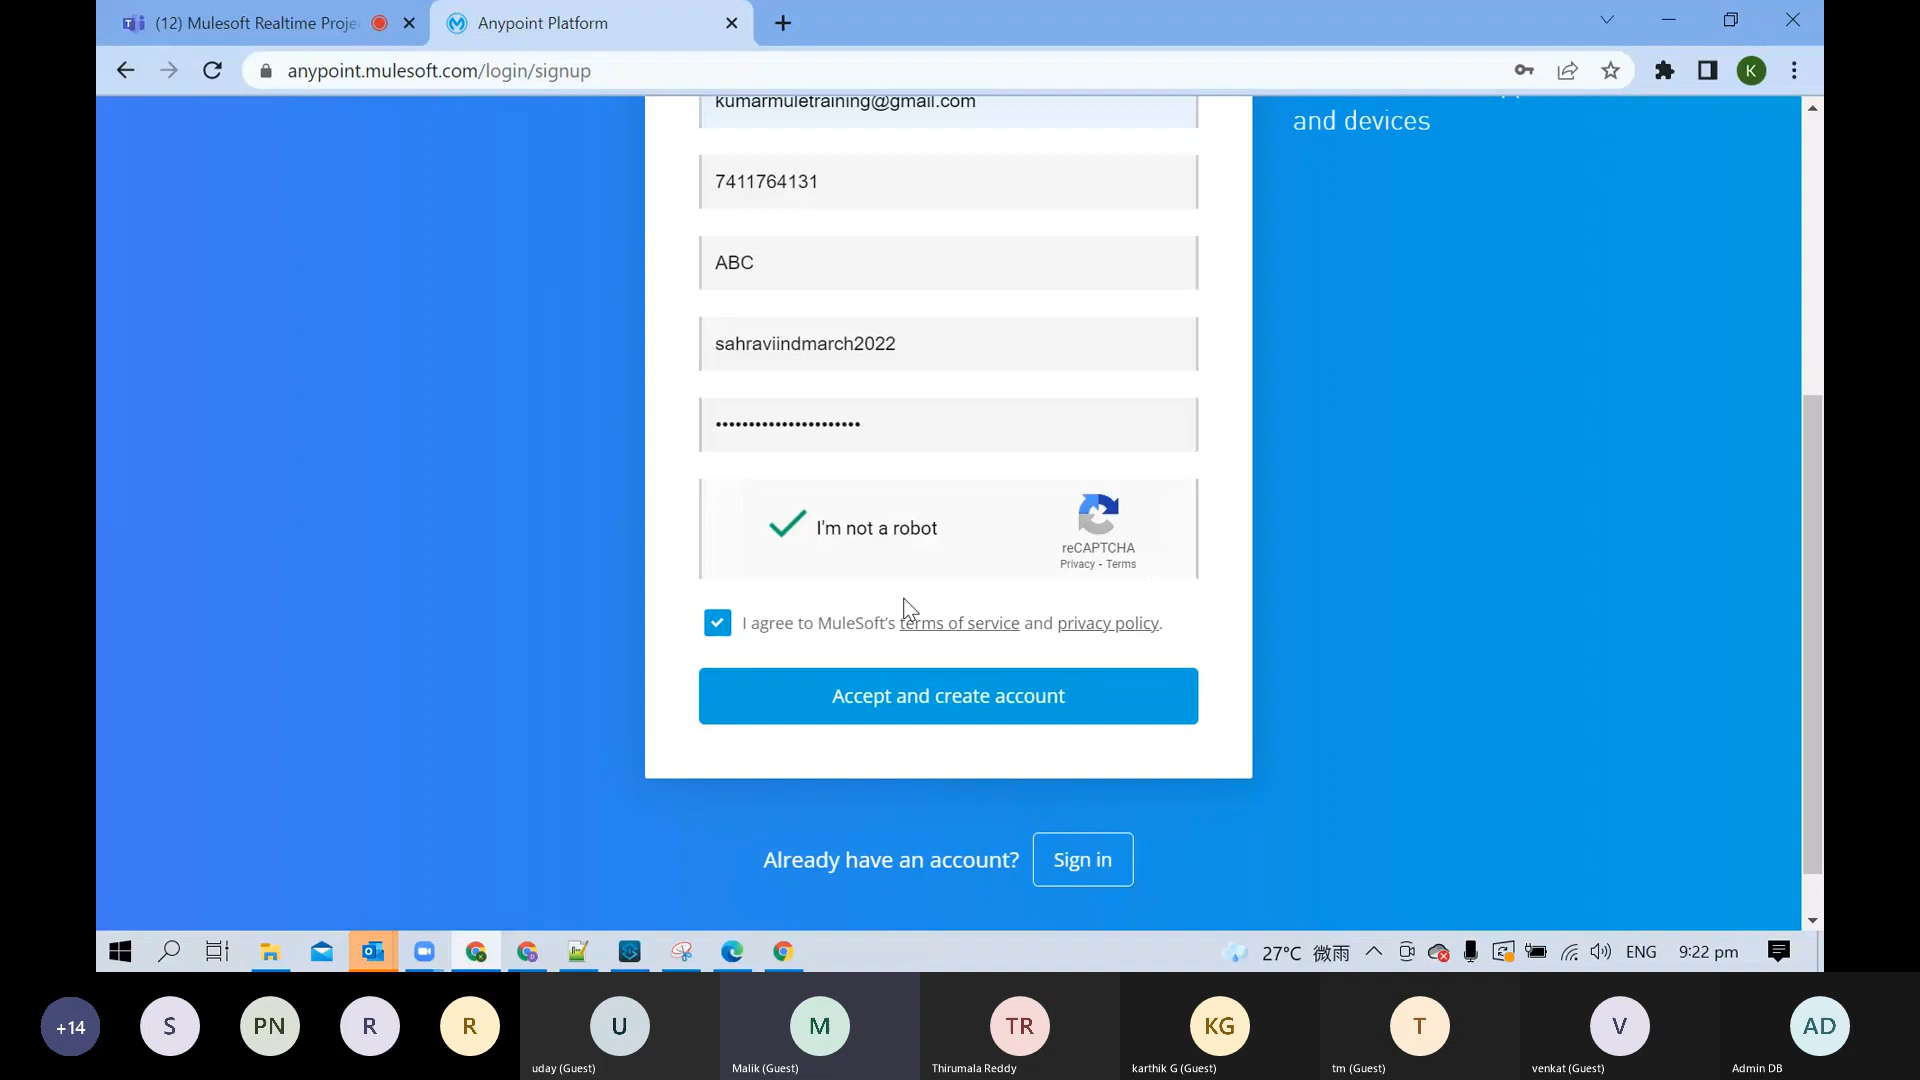 (12) Mulesoft Realtime Proje
Anypoint Platform
anypoint.mulesoft.com/login/signup
K
kumarmuletraining@gmail.com
and devices
7411764131
ABC
sahraviindmarch2022
••••••••••••••••••••••
I'm not a robot
reCAPTCHA
Privacy - Terms
I agree to MuleSoft's terms of service and privacy policy.
Accept and create account
Already have an account? Sign in
27°C 微雨 ENG 9:22 pm
+14 S PN R R U M TR KG T V AD
uday (Guest) Malik (Guest) Thirumala Reddy karthik G (Guest) tm (Guest) venkat (Guest) Admin DB